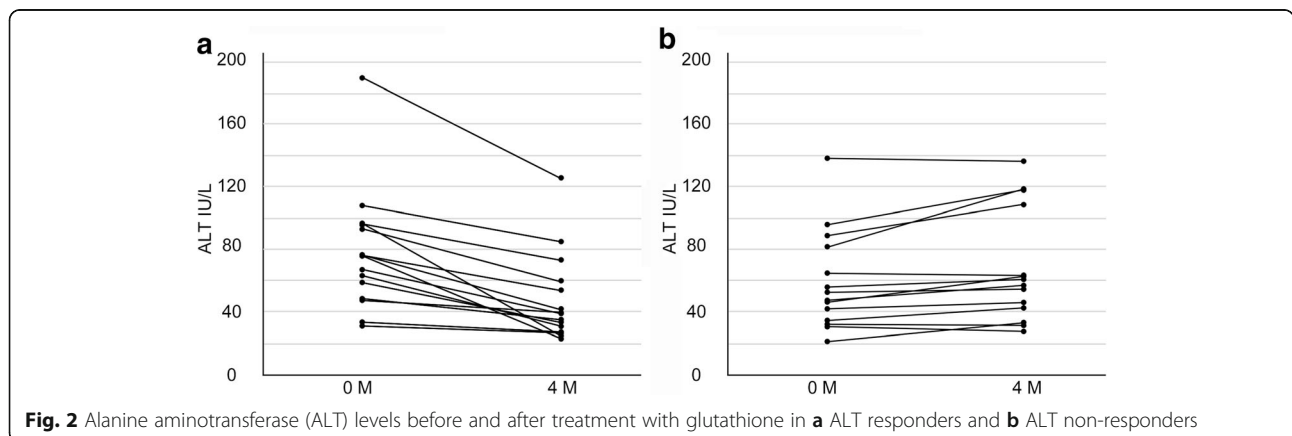 a
b
200
160
120
80
40
0
ALT IU/L
0 M
4 M
200
160
120
80
40
0
ALT IU/L
0 M
4 M
Fig. 2 Alanine aminotransferase (ALT) levels before and after treatment with glutathione in a ALT responders and b ALT non-responders